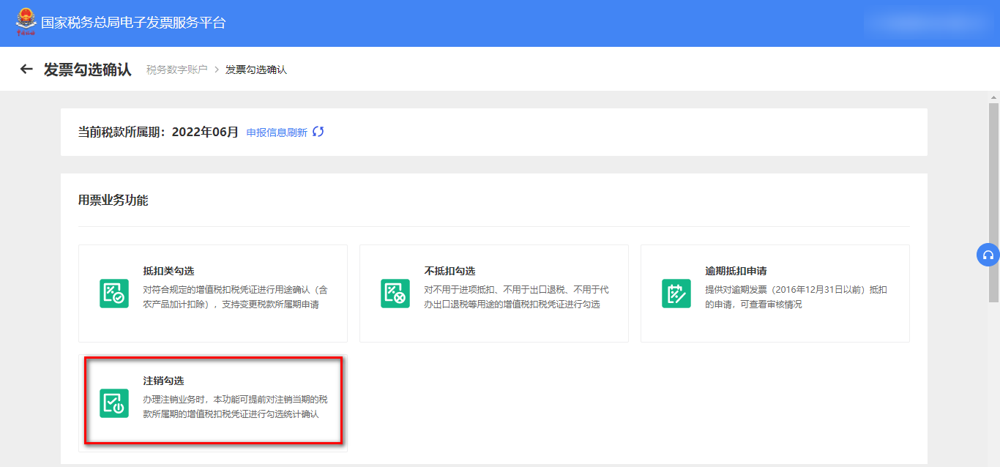 国家税务总局电子发票服务平台
发票勾选确认 税务数字账户 > 发票勾选确认
当前税款所属期：2022年06月 申报信息刷新
用票业务功能
抵扣类勾选
对符合规定的增值税扣税凭证进行用途确认（含
农产品加计扣除），支持变更税款所属期申请
不抵扣勾选
对不用于进项抵扣、不用于出口退税、不用于代
办出口退税等用途的增值税扣税凭证进行勾选
逾期抵扣申请
提供对逾期发票（2016年12月31日以前）抵扣
的申请，可查看审核情况
注销勾选
办理注销业务时，本功能可提前对注销当期的税
款所属期的增值税扣税凭证进行勾选统计确认